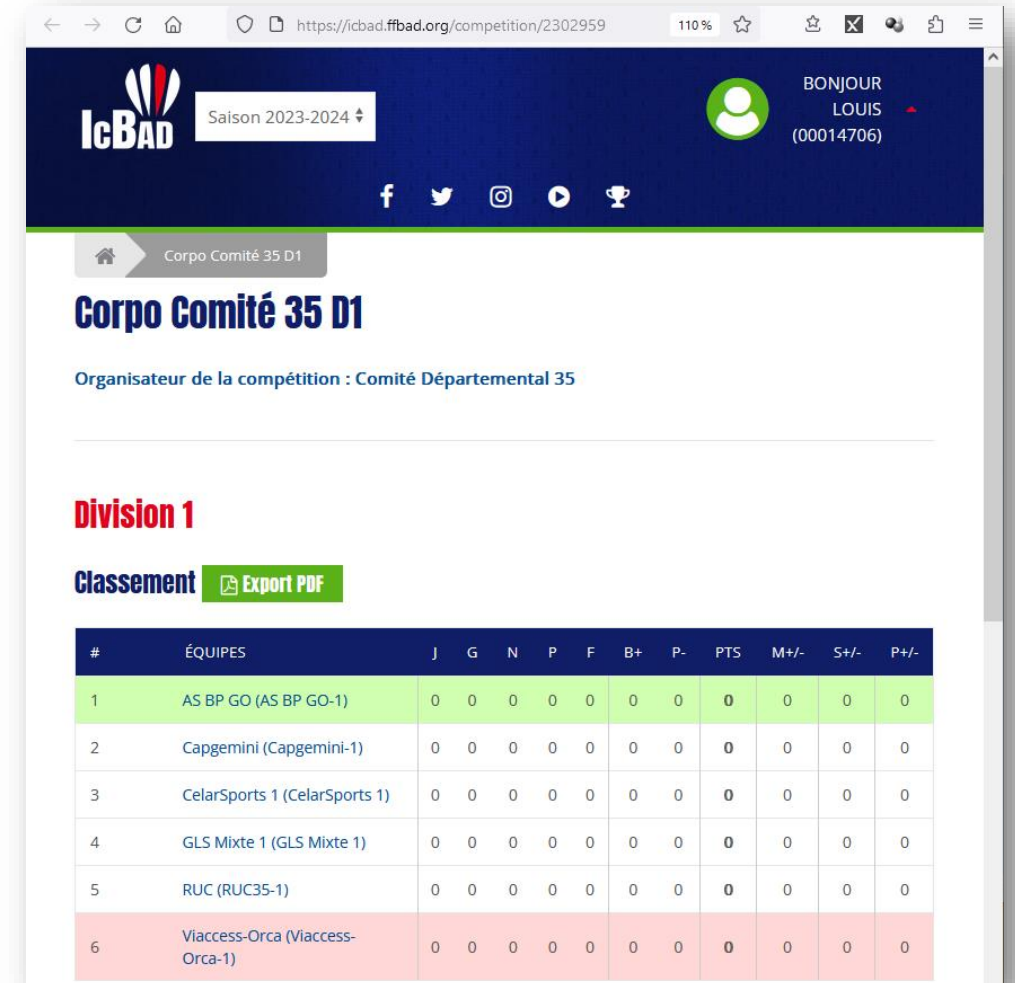 https://icbad.ffbad.org/competition/2302959
110 %
IcBaD
Saison 2023-2024
BONJOUR
LOUIS
(00014706)
Corpo Comité 35 D1
Corpo Comité 35 D1
Organisateur de la compétition : Comité Départemental 35
Division 1
Classement Export PDF
# ÉQUIPES J G N P F B+ P- PTS M+/- S+/- P+/-
1 AS BP GO (AS BP GO-1) 0 0 0 0 0 0 0 0 0 0 0
2 Capgemini (Capgemini-1) 0 0 0 0 0 0 0 0 0 0 0
3 CelarSports 1 (CelarSports 1) 0 0 0 0 0 0 0 0 0 0 0
4 GLS Mixte 1 (GLS Mixte 1) 0 0 0 0 0 0 0 0 0 0 0
5 RUC (RUC35-1) 0 0 0 0 0 0 0 0 0 0 0
6 Viaccess-Orca (Viaccess-
Orca-1) 0 0 0 0 0 0 0 0 0 0 0